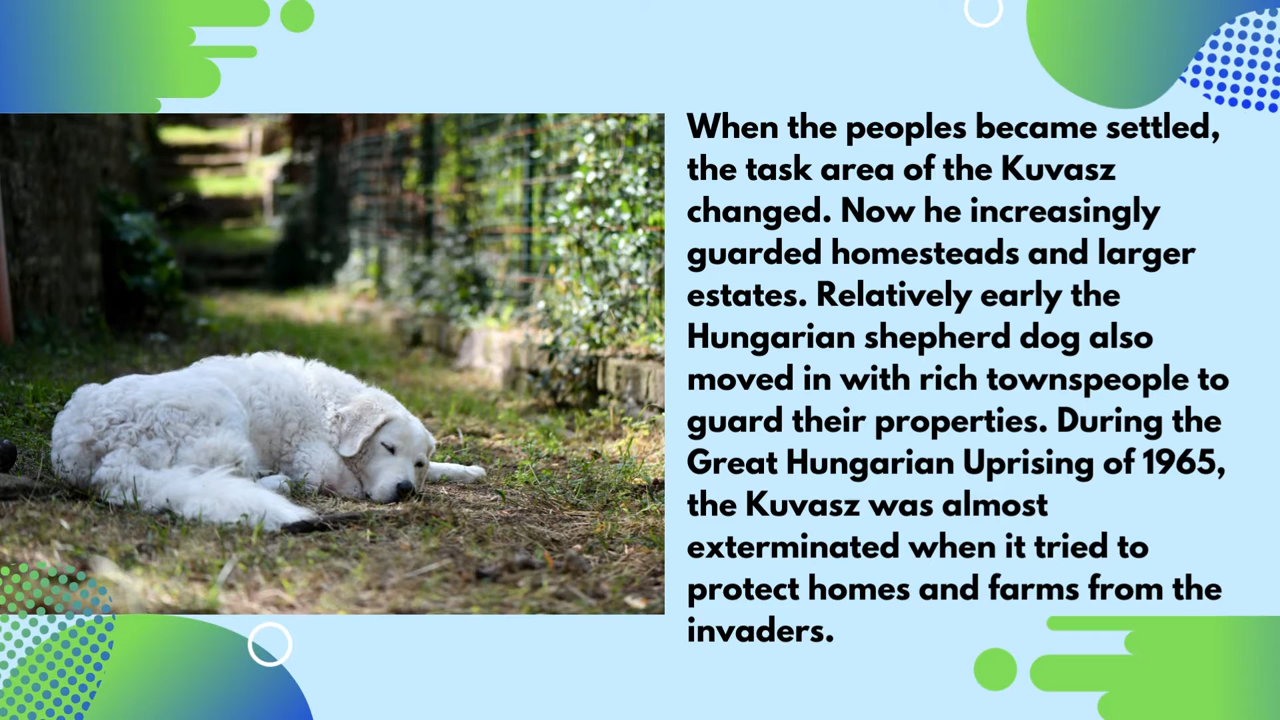 When the peoples became settled,
the task area of the Kuvasz
changed. Now he increasingly
guarded homesteads and larger
estates. Relatively early the
Hungarian shepherd dog also
moved in with rich townspeople to
guard their properties. During the
Great Hungarian Uprising of 1965,
the Kuvasz was almost
exterminated when it tried to
protect homes and farms from the
invaders.